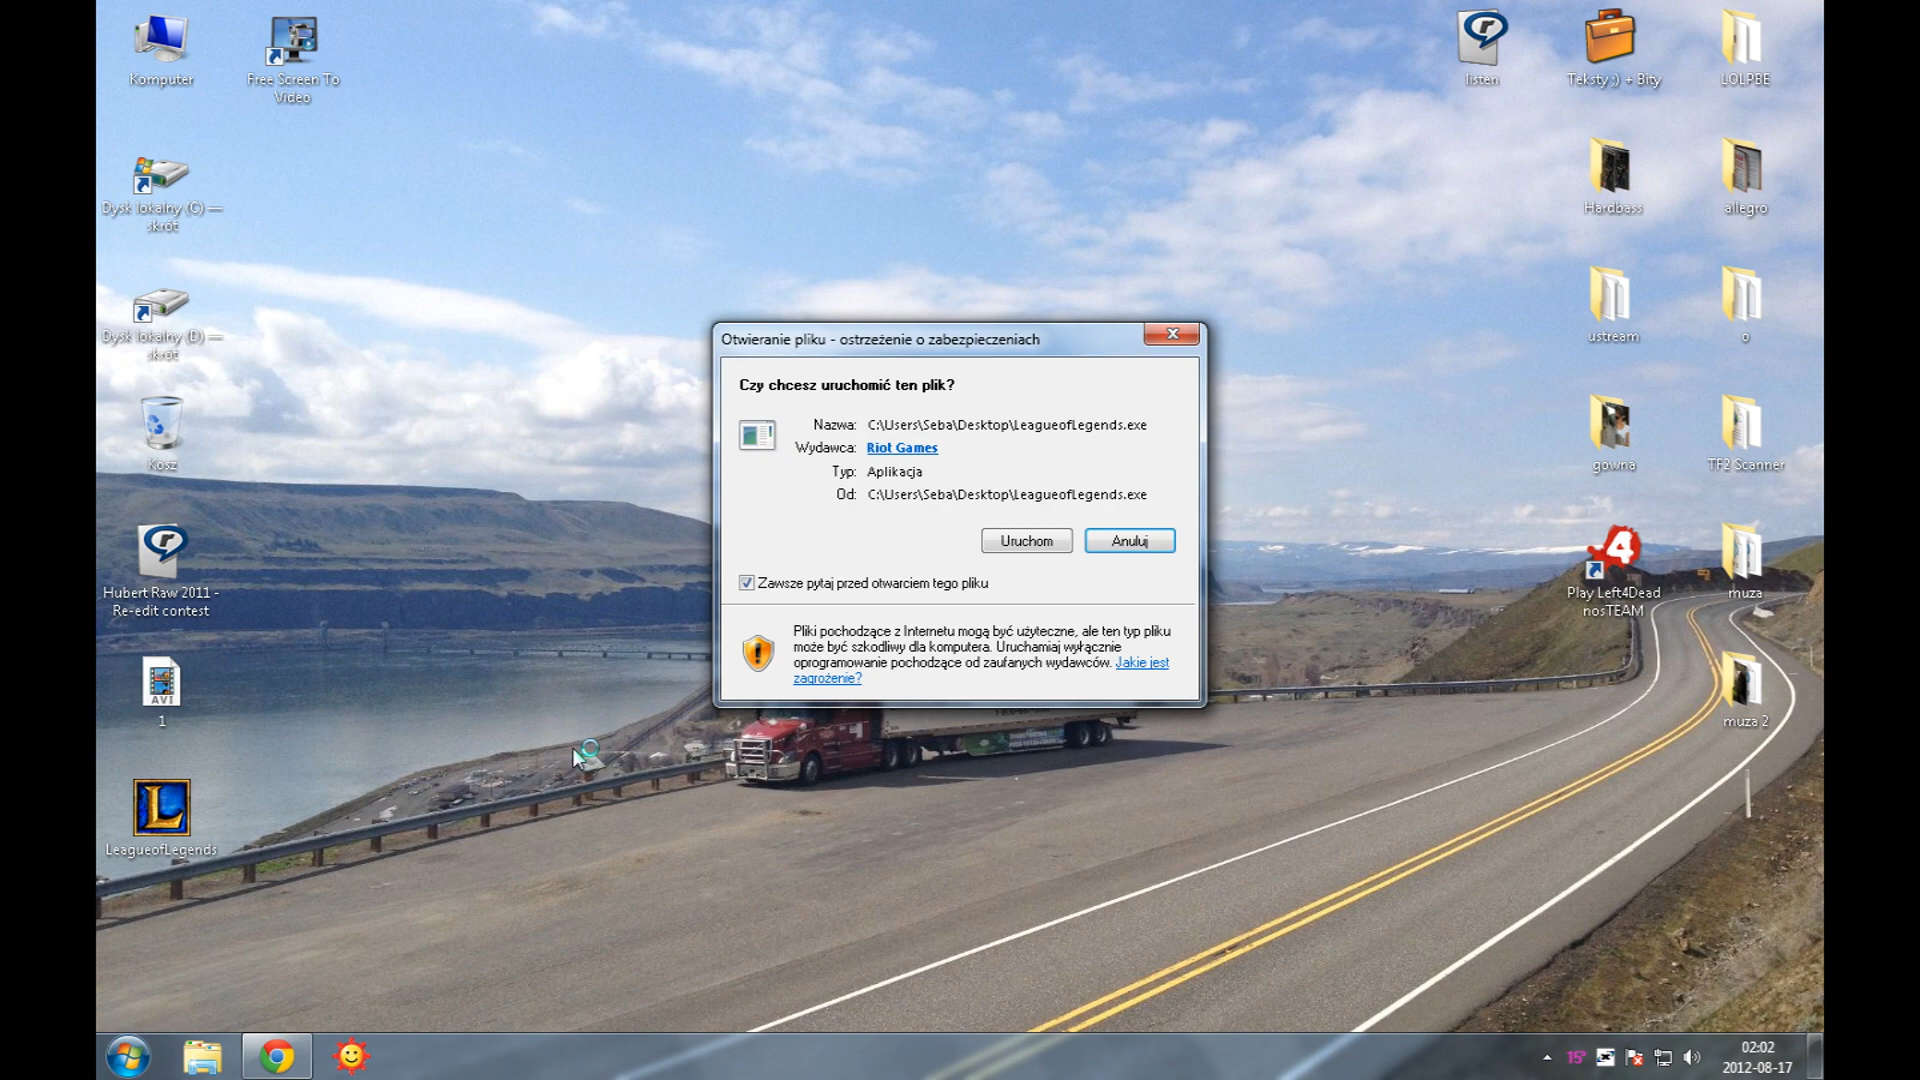 Komputer
Free Screen To
Video
Dysk lokalny (C) —
skrót
Dysk lokalny (D) —
skrót
Kosz
Hubert Raw 2011 -
Re-edit contest
AVI
1
LeagueofLegends
listen
Teksty ;) + Bity
LOLPBE
Hardbass
allegro
ustream
o
gowna
TF2 Scanner
Play Left4Dead
nosTEAM
muza
muza 2
Otwieranie pliku - ostrzeżenie o zabezpieczeniach
Czy chcesz uruchomić ten plik?
Nazwa: C:\Users\Seba\Desktop\LeagueofLegends.exe
Wydawca: Riot Games
Typ: Aplikacja
Od: C:\Users\Seba\Desktop\LeagueofLegends.exe
Uruchom Anuluj
Zawsze pytaj przed otwarciem tego pliku
Pliki pochodzące z Internetu mogą być użyteczne, ale ten typ pliku
może być szkodliwy dla komputera. Uruchamiaj wyłącznie
oprogramowanie pochodzące od zaufanych wydawców. Jakie jest
zagrożenie?
15°
02:02
2012-08-17